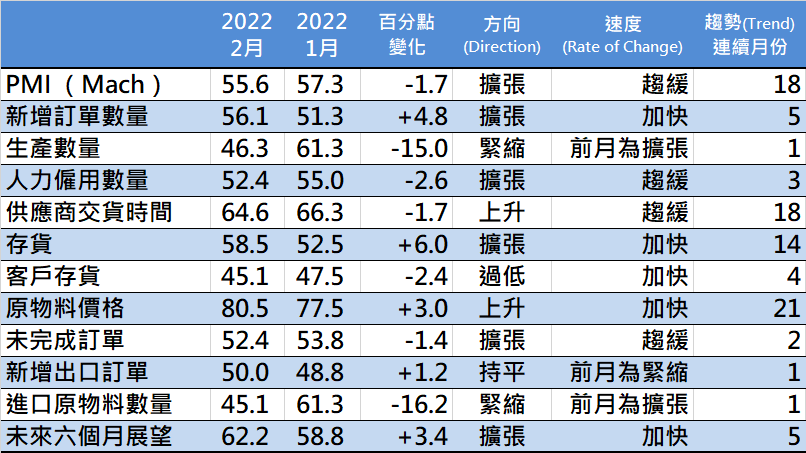 2022 2月 2022 1月 百分點變化 方向 (Direction) 速度 (Rate of Change) 趨勢(Trend) 連續月份
PMI （Mach） 55.6 57.3 -1.7 擴張 趨緩 18
新增訂單數量 56.1 51.3 +4.8 擴張 加快 5
生產數量 46.3 61.3 -15.0 緊縮 前月為擴張 1
人力僱用數量 52.4 55.0 -2.6 擴張 趨緩 3
供應商交貨時間 64.6 66.3 -1.7 上升 趨緩 18
存貨 58.5 52.5 +6.0 擴張 加快 14
客戶存貨 45.1 47.5 -2.4 過低 加快 4
原物料價格 80.5 77.5 +3.0 上升 加快 21
未完成訂單 52.4 53.8 -1.4 擴張 趨緩 2
新增出口訂單 50.0 48.8 +1.2 持平 前月為緊縮 1
進口原物料數量 45.1 61.3 -16.2 緊縮 前月為擴張 1
未來六個月展望 62.2 58.8 +3.4 擴張 加快 5